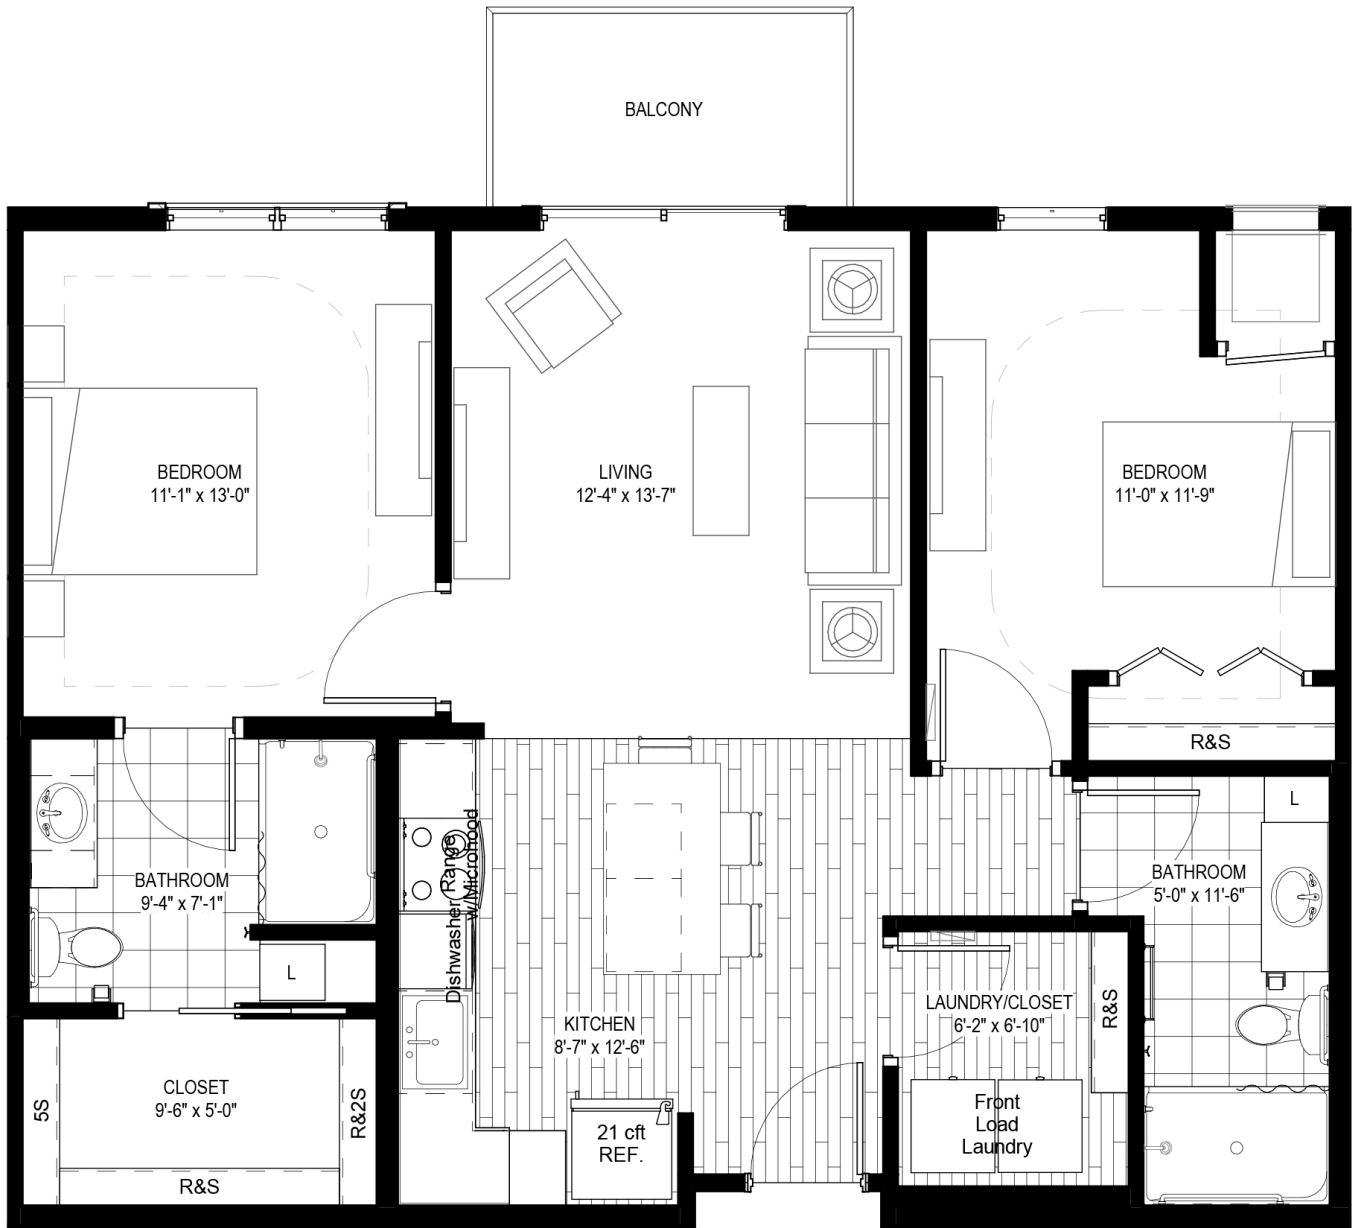 BALCONY
BEDROOM
11'-1" x 13'-0"
LIVING
12'-4" x 13'-7"
BEDROOM
11'-0" x 11'-9"
R&S
L
BATHROOM
9'-4" x 7'-1"
Dishwasher
Range
w/Microhood
BATHROOM
5'-0" x 11'-6"
L
KITCHEN
8'-7" x 12'-6"
LAUNDRY/CLOSET
6'-2" x 6'-10"
R&S
CLOSET
9'-6" x 5'-0"
5S
R&2S
R&S
21 cft
REF.
Front
Load
Laundry